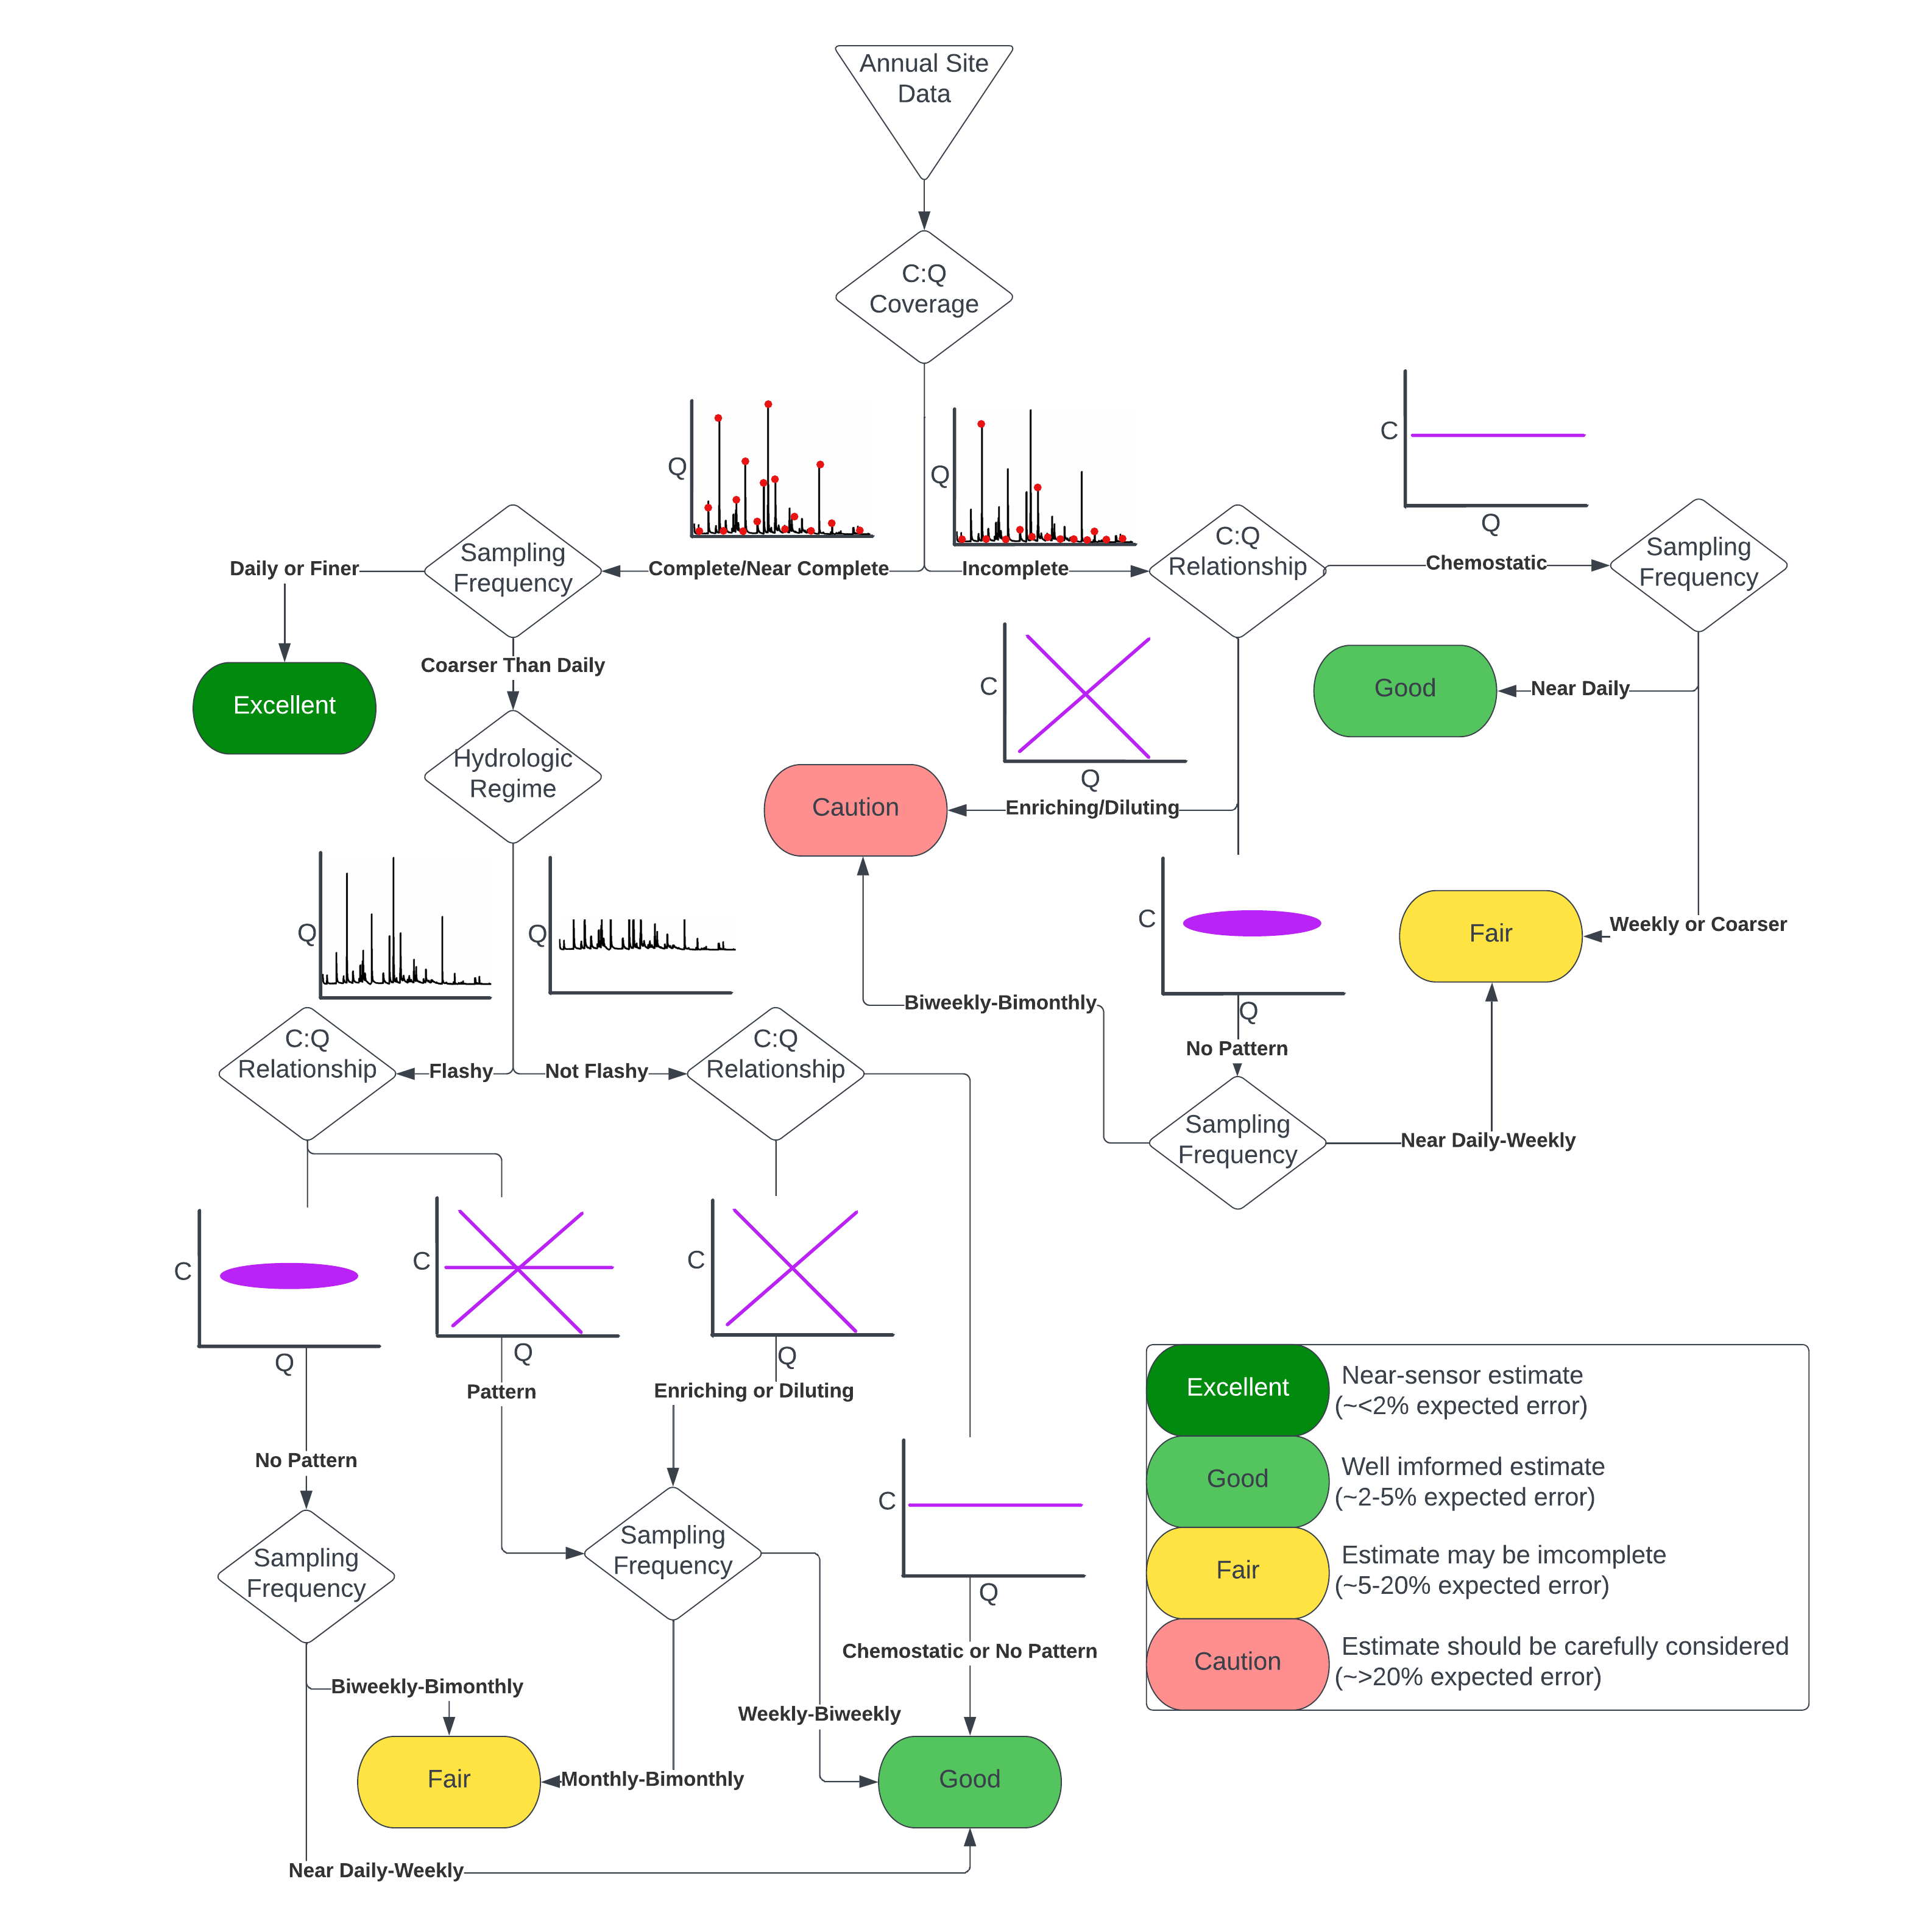 Annual Site
Data
C:Q
Coverage
Q
Q
C
Q
Sampling
Frequency
Daily or Finer
Complete/Near Complete
Incomplete
C:Q
Relationship
Chemostatic
Sampling
Frequency
Coarser Than Daily
Excellent
C
Q
Good
Near Daily
Hydrologic
Regime
Caution
Enriching/Diluting
Q
Q
C
Q
Fair
Weekly or Coarser
Biweekly-Bimonthly
No Pattern
C:Q
Relationship
Flashy
Not Flashy
C:Q
Relationship
Sampling
Frequency
Near Daily-Weekly
C
Q
C
Q
C
Q
Pattern
Enriching or Diluting
No Pattern
C
Q
Sampling
Frequency
Sampling
Frequency
Chemostatic or No Pattern
Biweekly-Bimonthly
Weekly-Biweekly
Fair
Monthly-Bimonthly
Good
Near Daily-Weekly
Excellent
Near-sensor estimate
(~<2% expected error)
Good
Well imformed estimate
(~2-5% expected error)
Fair
Estimate may be imcomplete
(~5-20% expected error)
Caution
Estimate should be carefully considered
(~>20% expected error)